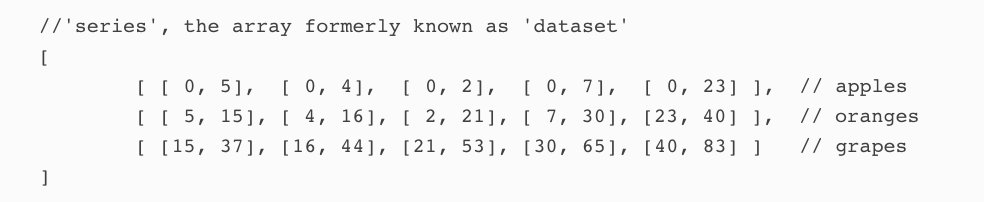 //'series', the array formerly known as 'dataset'
[
        [ [ 0, 5],  [ 0, 4],  [ 0, 2],  [ 0, 7],  [ 0, 23] ],  // apples
        [ [ 5, 15], [ 4, 16], [ 2, 21], [ 7, 30], [23, 40] ],  // oranges
        [ [15, 37], [16, 44], [21, 53], [30, 65], [40, 83] ]   // grapes
]